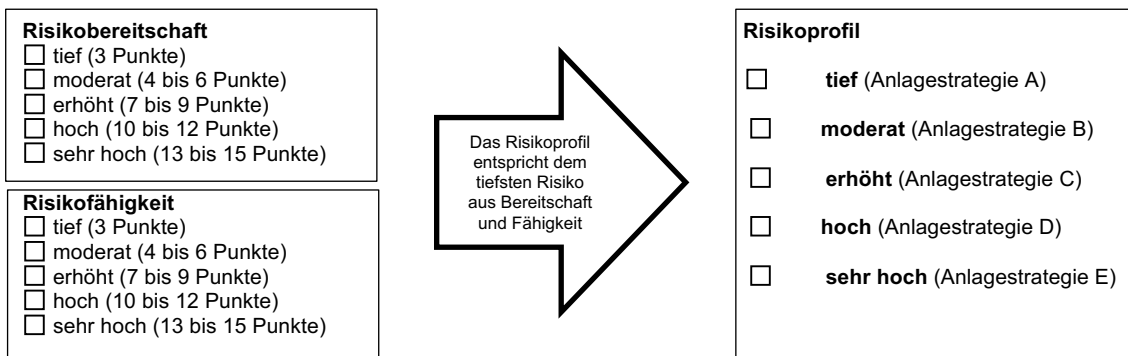 Risikobereitschaft
tief (3 Punkte)
moderat (4 bis 6 Punkte)
erhöht (7 bis 9 Punkte)
hoch (10 bis 12 Punkte)
sehr hoch (13 bis 15 Punkte)
Risikofähigkeit
tief (3 Punkte)
moderat (4 bis 6 Punkte)
erhöht (7 bis 9 Punkte)
hoch (10 bis 12 Punkte)
sehr hoch (13 bis 15 Punkte)
Das Risikoprofil
entspricht dem
tiefsten Risiko
aus Bereitschaft
und Fähigkeit
Risikoprofil
tief (Anlagestrategie A)
moderat (Anlagestrategie B)
erhöht (Anlagestrategie C)
hoch (Anlagestrategie D)
sehr hoch (Anlagestrategie E)